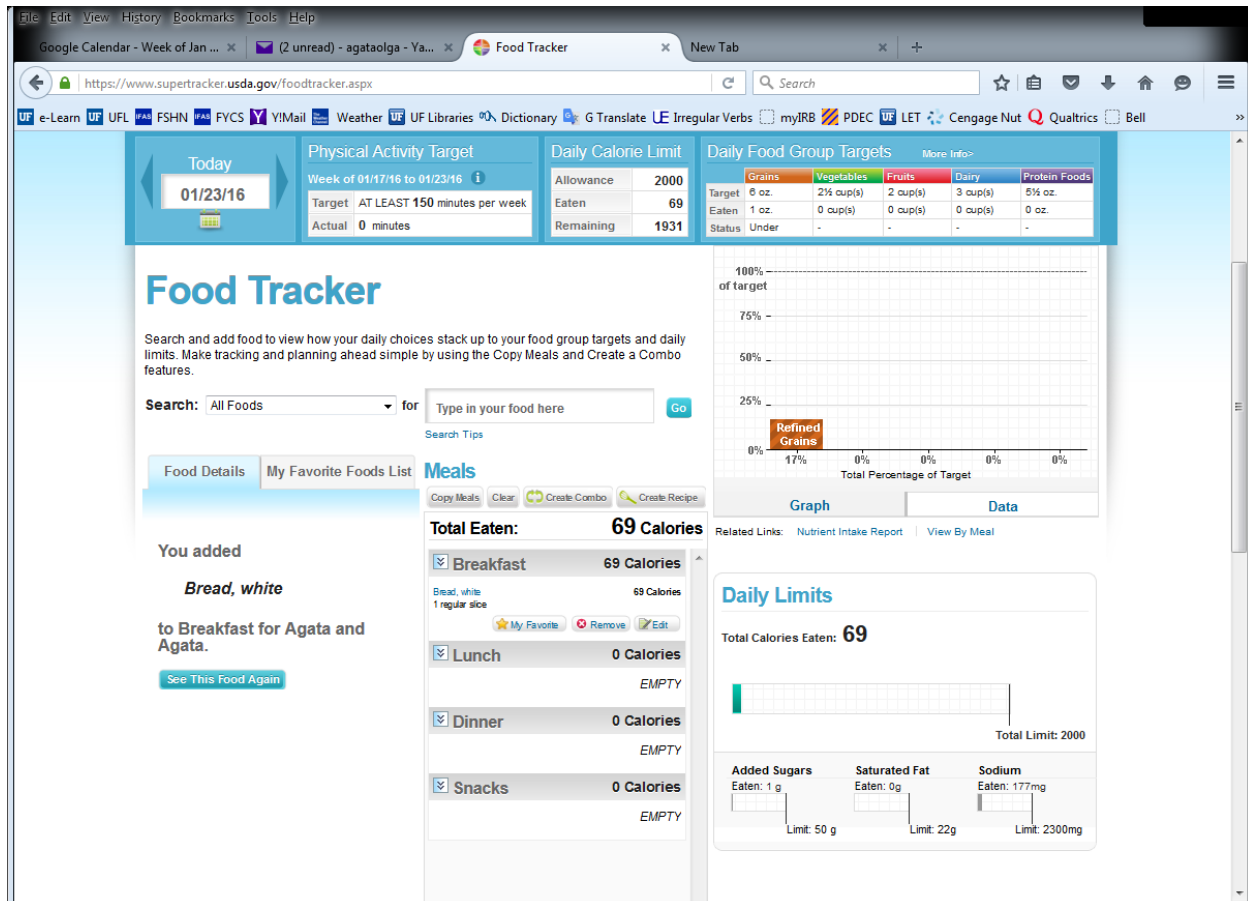 File Edit View History Bookmarks Tools Help
Google Calendar - Week of Jan ... × (2 unread) - agataolga - Ya... × Food Tracker × New Tab × +
https://www.supertracker.usda.gov/foodtracker.aspx Search
UF e-Learn UF UFL IFAS FSHN IFAS FYCS Y Y!Mail Weather UF UF Libraries Dictionary G Translate UE Irregular Verbs myIRB PDEC UF LET Cengage Nut Q Qualtrics Bell »
Today
01/23/16
Physical Activity Target
Week of 01/17/16 to 01/23/16 i
Target AT LEAST 150 minutes per week
Actual 0 minutes
Daily Calorie Limit
Allowance 2000
Eaten 69
Remaining 1931
Daily Food Group Targets More Info>
Grains Vegetables Fruits Dairy Protein Foods
Target 6 oz. 2½ cup(s) 2 cup(s) 3 cup(s) 5½ oz.
Eaten 1 oz. 0 cup(s) 0 cup(s) 0 cup(s) 0 oz.
Status Under - - - -
Food Tracker
Search and add food to view how your daily choices stack up to your food group targets and daily
limits. Make tracking and planning ahead simple by using the Copy Meals and Create a Combo
features.
Search: All Foods for Type in your food here Go
Search Tips
Food Details My Favorite Foods List
You added
Bread, white
to Breakfast for Agata and
Agata.
See This Food Again
Meals
Copy Meals Clear Create Combo Create Recipe
Total Eaten: 69 Calories
Breakfast 69 Calories
Bread, white 69 Calories
1 regular slice
My Favorite Remove Edit
Lunch 0 Calories
EMPTY
Dinner 0 Calories
EMPTY
Snacks 0 Calories
EMPTY
100%
of target
75%
50%
25%
Refined
Grains
0%
17% 0% 0% 0% 0%
Total Percentage of Target
Graph Data
Related Links: Nutrient Intake Report | View By Meal
Daily Limits
Total Calories Eaten: 69
Total Limit: 2000
Added Sugars Saturated Fat Sodium
Eaten: 1 g Eaten: 0g Eaten: 177mg
Limit: 50 g Limit: 22g Limit: 2300mg